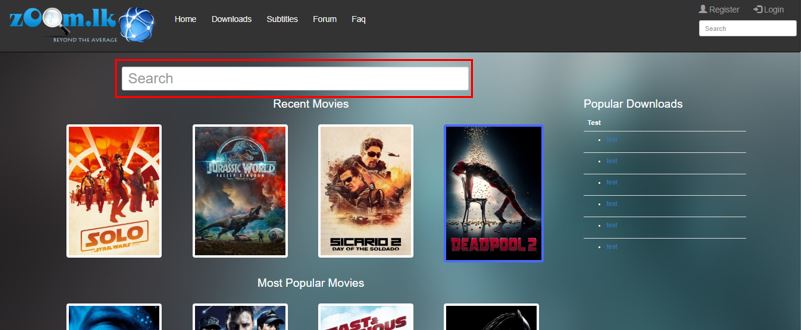 zOom.lk
BEYOND THE AVERAGE
Home Downloads Subtitles Forum Faq
Register Login
Search
Search
Recent Movies
Popular Downloads
Test
test
test
test
test
test
test
SOLO
STAR WARS
JURASSIC WORLD
FALLEN KINGDOM
SICARIO 2
DAY OF THE SOLDADO
DEADPOOL 2
Most Popular Movies
FAST &
FURIOUS